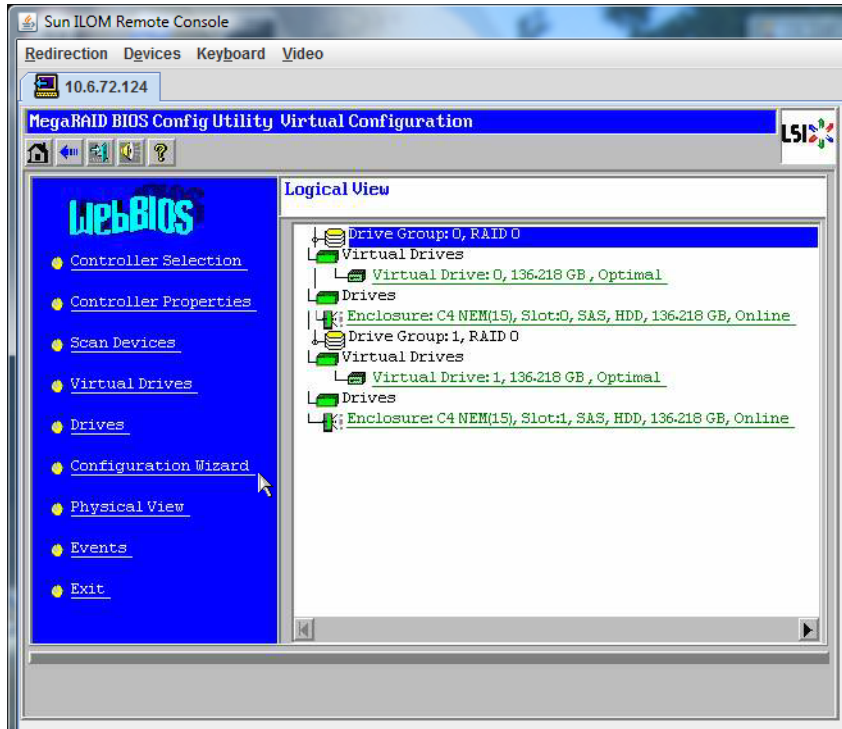 Sun ILOM Remote Console
Redirection Devices Keyboard Video
10.6.72.124
MegaRAID BIOS Config Utility Virtual Configuration
LSI
?
WebBIOS
Controller Selection
Controller Properties
Scan Devices
Virtual Drives
Drives
Configuration Wizard
Physical View
Events
Exit
Logical View
Drive Group: 0, RAID 0
Virtual Drives
Virtual Drive: 0, 136.218 GB , Optimal
Drives
Enclosure: C4 NEM(15), Slot:0, SAS, HDD, 136.218 GB, Online
Drive Group: 1, RAID 0
Virtual Drives
Virtual Drive: 1, 136.218 GB , Optimal
Drives
Enclosure: C4 NEM(15), Slot:1, SAS, HDD, 136.218 GB, Online